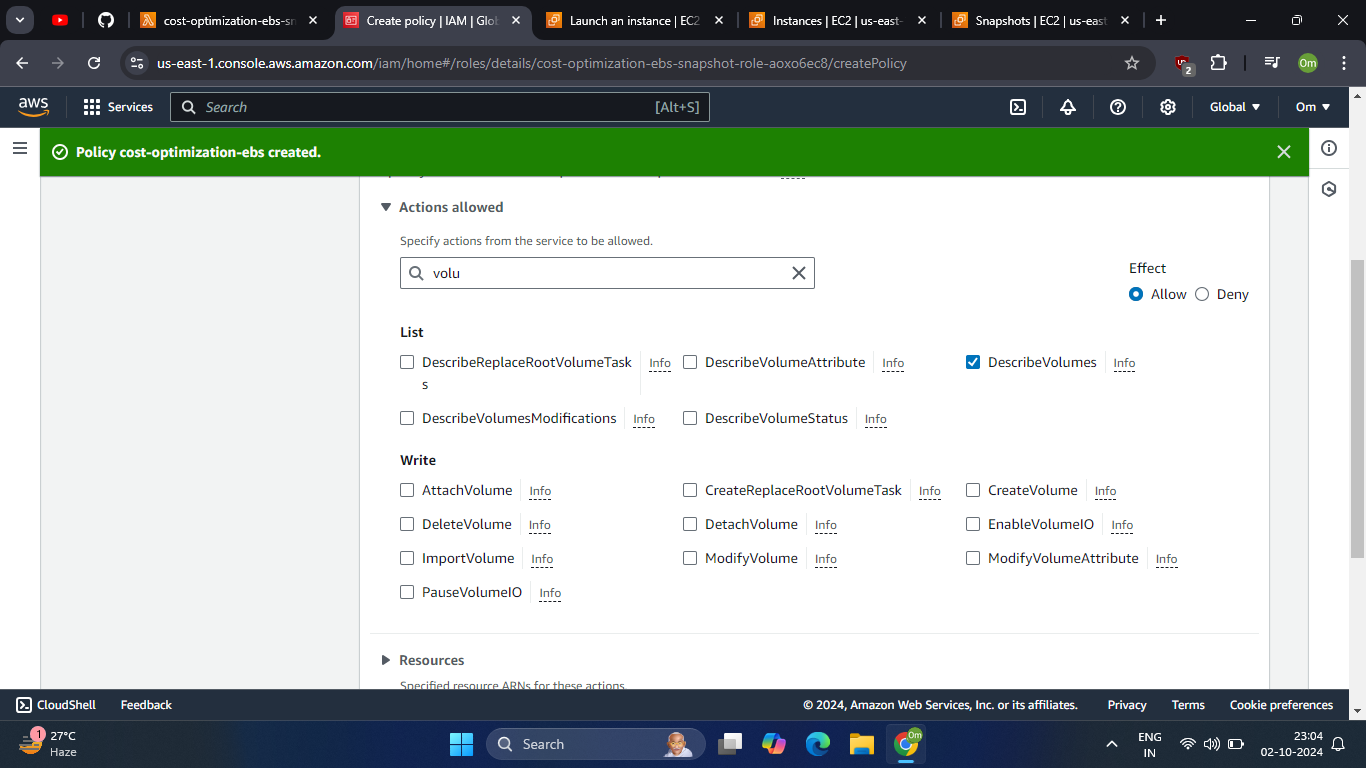 cost-optimization-ebs-sn
Create policy | IAM | Glob
Launch an instance | EC2
Instances | EC2 | us-east-
Snapshots | EC2 | us-east
us-east-1.console.aws.amazon.com/iam/home#/roles/details/cost-optimization-ebs-snapshot-role-aoxo6ec8/createPolicy
2
Om
aws
Services
Search
[Alt+S]
Global
Om
Policy cost-optimization-ebs created.
Actions allowed
Specify actions from the service to be allowed.
volu
Effect
Allow
Deny
List
DescribeReplaceRootVolumeTask
s
Info
DescribeVolumeAttribute Info
DescribeVolumes Info
DescribeVolumesModifications Info
DescribeVolumeStatus Info
Write
AttachVolume Info
CreateReplaceRootVolumeTask Info
CreateVolume Info
DeleteVolume Info
DetachVolume Info
EnableVolumeIO Info
ImportVolume Info
ModifyVolume Info
ModifyVolumeAttribute Info
PauseVolumeIO Info
Resources
Specified resource ARNs for these actions.
CloudShell
Feedback
© 2024, Amazon Web Services, Inc. or its affiliates.
Privacy
Terms
Cookie preferences
1
27°C
Haze
Search
Om
ENG
IN
23:04
02-10-2024